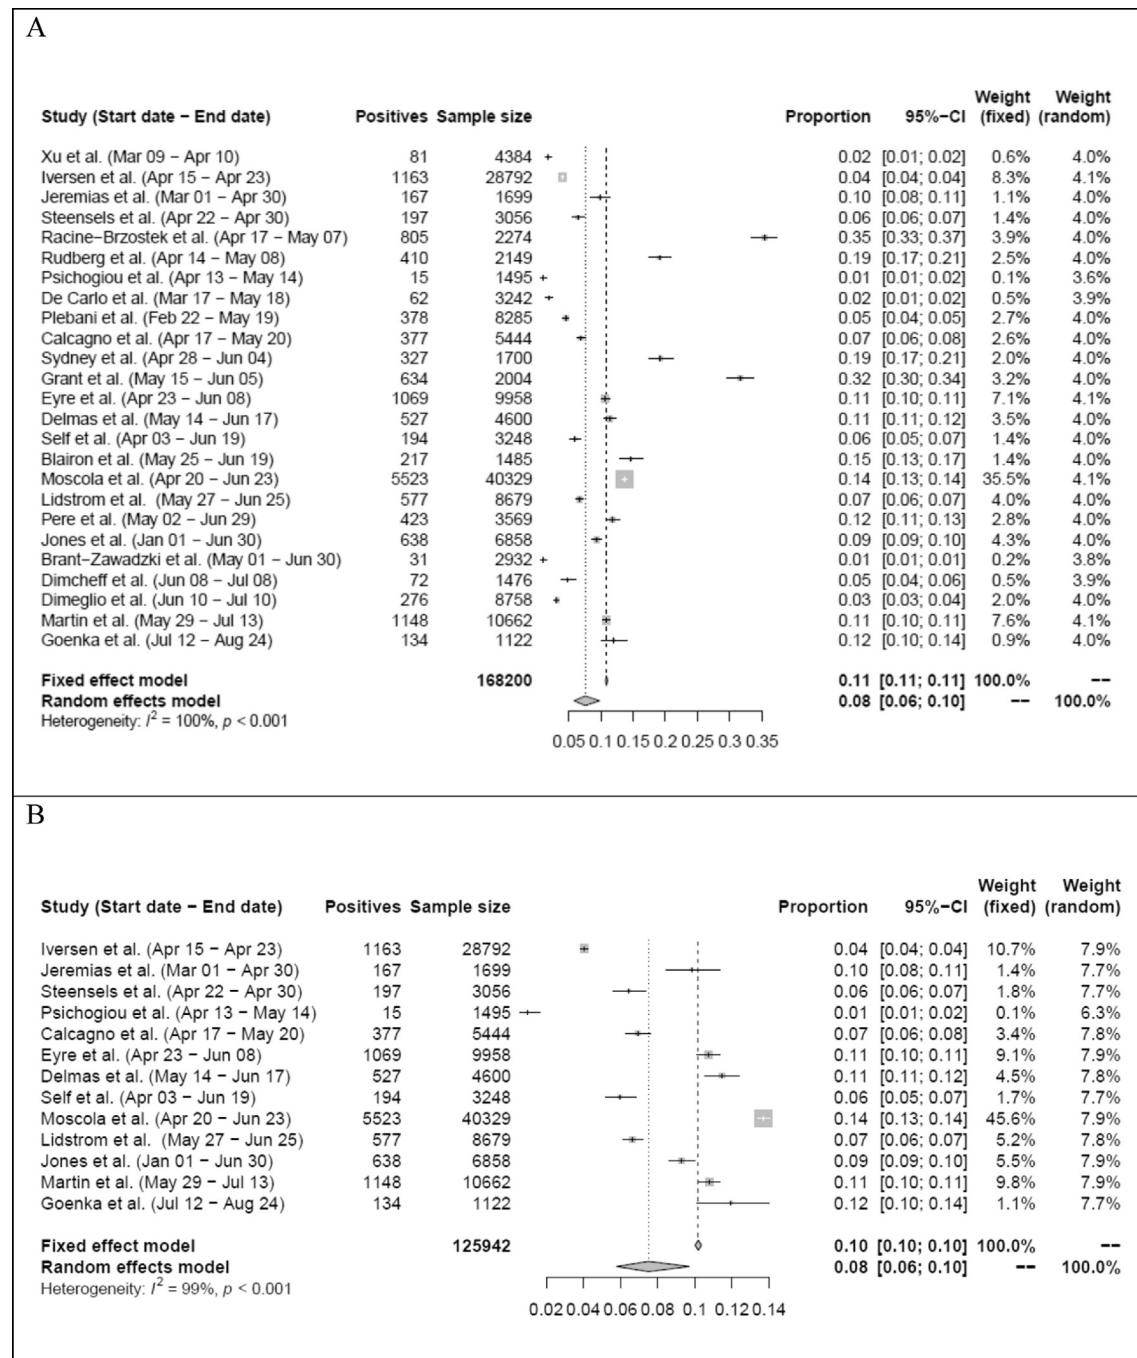 A
Weight Weight
Study (Start date − End date) Positives Sample size Proportion 95%−CI (fixed) (random)
Xu et al. (Mar 09 − Apr 10) 81 4384 0.02 [0.01; 0.02] 0.6% 4.0%
Iversen et al. (Apr 15 − Apr 23) 1163 28792 0.04 [0.04; 0.04] 8.3% 4.1%
Jeremias et al. (Mar 01 − Apr 30) 167 1699 0.10 [0.08; 0.11] 1.1% 4.0%
Steensels et al. (Apr 22 − Apr 30) 197 3056 0.06 [0.06; 0.07] 1.4% 4.0%
Racine−Brzostek et al. (Apr 17 − May 07) 805 2274 0.35 [0.33; 0.37] 3.9% 4.0%
Rudberg et al. (Apr 14 − May 08) 410 2149 0.19 [0.17; 0.21] 2.5% 4.0%
Psichogiou et al. (Apr 13 − May 14) 15 1495 0.01 [0.01; 0.02] 0.1% 3.6%
De Carlo et al. (Mar 17 − May 18) 62 3242 0.02 [0.01; 0.02] 0.5% 3.9%
Plebani et al. (Feb 22 − May 19) 378 8285 0.05 [0.04; 0.05] 2.7% 4.0%
Calcagno et al. (Apr 17 − May 20) 377 5444 0.07 [0.06; 0.08] 2.6% 4.0%
Sydney et al. (Apr 28 − Jun 04) 327 1700 0.19 [0.17; 0.21] 2.0% 4.0%
Grant et al. (May 15 − Jun 05) 634 2004 0.32 [0.30; 0.34] 3.2% 4.0%
Eyre et al. (Apr 23 − Jun 08) 1069 9958 0.11 [0.10; 0.11] 7.1% 4.1%
Delmas et al. (May 14 − Jun 17) 527 4600 0.11 [0.11; 0.12] 3.5% 4.0%
Self et al. (Apr 03 − Jun 19) 194 3248 0.06 [0.05; 0.07] 1.4% 4.0%
Blairon et al. (May 25 − Jun 19) 217 1485 0.15 [0.13; 0.17] 1.4% 4.0%
Moscola et al. (Apr 20 − Jun 23) 5523 40329 0.14 [0.13; 0.14] 35.5% 4.1%
Lidstrom et al. (May 27 − Jun 25) 577 8679 0.07 [0.06; 0.07] 4.0% 4.0%
Pere et al. (May 02 − Jun 29) 423 3569 0.12 [0.11; 0.13] 2.8% 4.0%
Jones et al. (Jan 01 − Jun 30) 638 6858 0.09 [0.09; 0.10] 4.3% 4.0%
Brant−Zawadzki et al. (May 01 − Jun 30) 31 2932 0.01 [0.01; 0.01] 0.2% 3.8%
Dimcheff et al. (Jun 08 − Jul 08) 72 1476 0.05 [0.04; 0.06] 0.5% 3.9%
Dimeglio et al. (Jun 10 − Jul 10) 276 8758 0.03 [0.03; 0.04] 2.0% 4.0%
Martin et al. (May 29 − Jul 13) 1148 10662 0.11 [0.10; 0.11] 7.6% 4.1%
Goenka et al. (Jul 12 − Aug 24) 134 1122 0.12 [0.10; 0.14] 0.9% 4.0%
Fixed effect model 168200 0.11 [0.11; 0.11] 100.0% −−
Random effects model 0.08 [0.06; 0.10] −− 100.0%
Heterogeneity: I² = 100%, p < 0.001
0.05 0.1 0.15 0.2 0.25 0.3 0.35
B
Weight Weight
Study (Start date − End date) Positives Sample size Proportion 95%−CI (fixed) (random)
Iversen et al. (Apr 15 − Apr 23) 1163 28792 0.04 [0.04; 0.04] 10.7% 7.9%
Jeremias et al. (Mar 01 − Apr 30) 167 1699 0.10 [0.08; 0.11] 1.4% 7.7%
Steensels et al. (Apr 22 − Apr 30) 197 3056 0.06 [0.06; 0.07] 1.8% 7.7%
Psichogiou et al. (Apr 13 − May 14) 15 1495 0.01 [0.01; 0.02] 0.1% 6.3%
Calcagno et al. (Apr 17 − May 20) 377 5444 0.07 [0.06; 0.08] 3.4% 7.8%
Eyre et al. (Apr 23 − Jun 08) 1069 9958 0.11 [0.10; 0.11] 9.1% 7.9%
Delmas et al. (May 14 − Jun 17) 527 4600 0.11 [0.11; 0.12] 4.5% 7.8%
Self et al. (Apr 03 − Jun 19) 194 3248 0.06 [0.05; 0.07] 1.7% 7.7%
Moscola et al. (Apr 20 − Jun 23) 5523 40329 0.14 [0.13; 0.14] 45.6% 7.9%
Lidstrom et al. (May 27 − Jun 25) 577 8679 0.07 [0.06; 0.07] 5.2% 7.8%
Jones et al. (Jan 01 − Jun 30) 638 6858 0.09 [0.09; 0.10] 5.5% 7.9%
Martin et al. (May 29 − Jul 13) 1148 10662 0.11 [0.10; 0.11] 9.8% 7.9%
Goenka et al. (Jul 12 − Aug 24) 134 1122 0.12 [0.10; 0.14] 1.1% 7.7%
Fixed effect model 125942 0.10 [0.10; 0.10] 100.0% −−
Random effects model 0.08 [0.06; 0.10] −− 100.0%
Heterogeneity: I² = 99%, p < 0.001
0.02 0.04 0.06 0.08 0.1 0.12 0.14